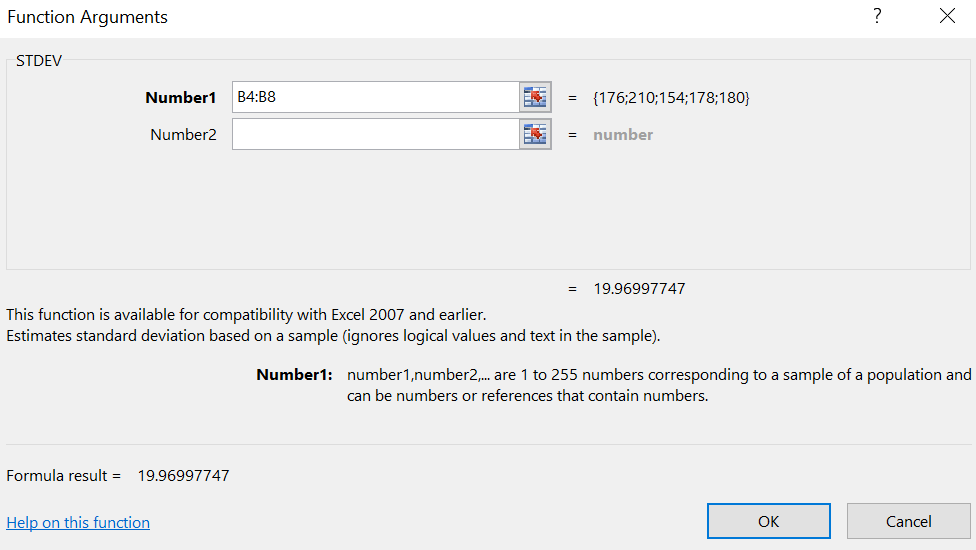 Function Arguments ?
STDEV
Number1 B4:B8 = {176;210;154;178;180}
Number2 = number
= 19.96997747
This function is available for compatibility with Excel 2007 and earlier.
Estimates standard deviation based on a sample (ignores logical values and text in the sample).
Number1: number1,number2,... are 1 to 255 numbers corresponding to a sample of a population and
can be numbers or references that contain numbers.
Formula result = 19.96997747
Help on this function
OK Cancel